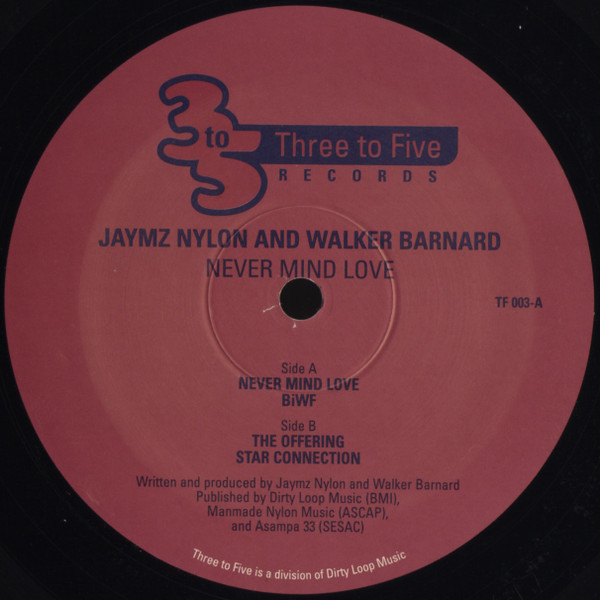 3 to 5
Three to Five
RECORDS
JAYMZ NYLON AND WALKER BARNARD
NEVER MIND LOVE
TF 003-A
Side A
NEVER MIND LOVE
BiWF
Side B
THE OFFERING
STAR CONNECTION
Written and produced by Jaymz Nylon and Walker Barnard
Published by Dirty Loop Music (BMI),
Manmade Nylon Music (ASCAP),
and Asampa 33 (SESAC)
Three to Five is a division of Dirty Loop Music